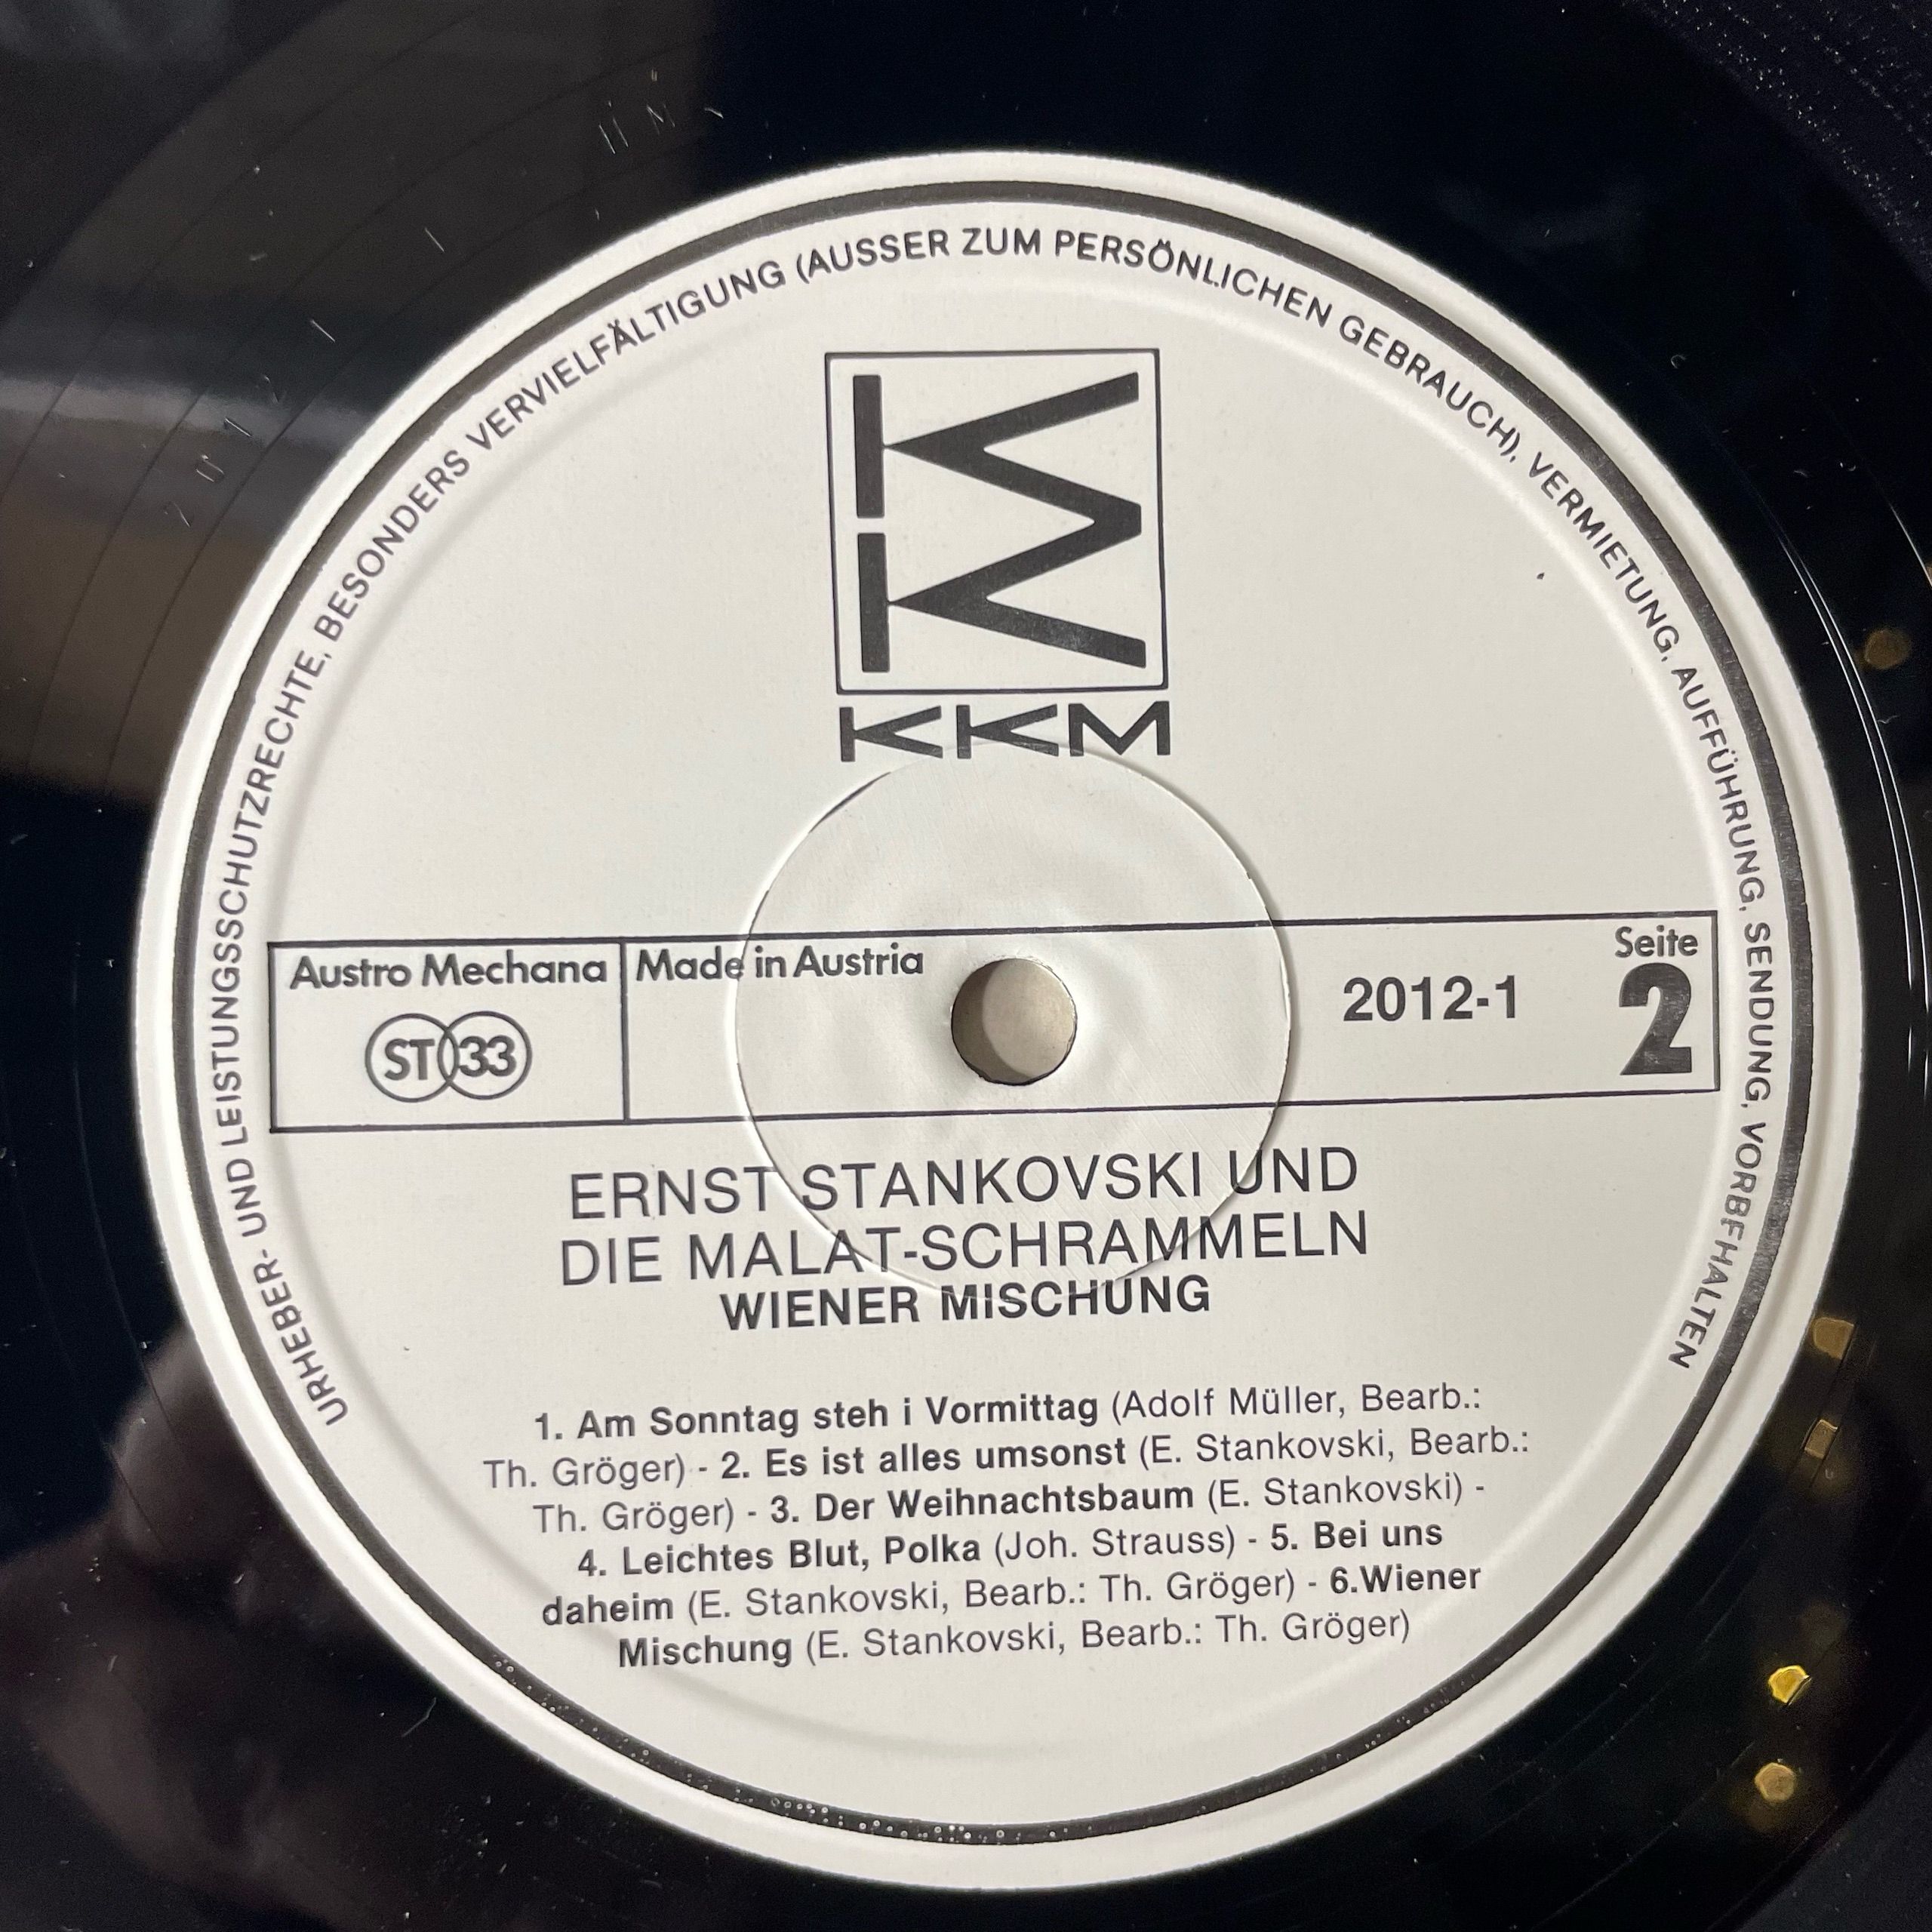 URHEBER- UND LEISTUNGSSCHUTZRECHTE, BESONDERS VERVIELFÄLTIGUNG (AUSSER ZUM PERSÖNLICHEN GEBRAUCH), VERMIETUNG, AUFFÜHRUNG, SENDUNG, VORBEHALTEN
KKM
Austro Mechana
ST 33
Made in Austria
2012-1
Seite
2
ERNST STANKOVSKI UND
DIE MALAT-SCHRAMMELN
WIENER MISCHUNG
1. Am Sonntag steh i Vormittag (Adolf Müller, Bearb.:
Th. Gröger) - 2. Es ist alles umsonst (E. Stankovski, Bearb.:
Th. Gröger) - 3. Der Weihnachtsbaum (E. Stankovski) -
4. Leichtes Blut, Polka (Joh. Strauss) - 5. Bei uns
daheim (E. Stankovski, Bearb.: Th. Gröger) - 6.Wiener
Mischung (E. Stankovski, Bearb.: Th. Gröger)